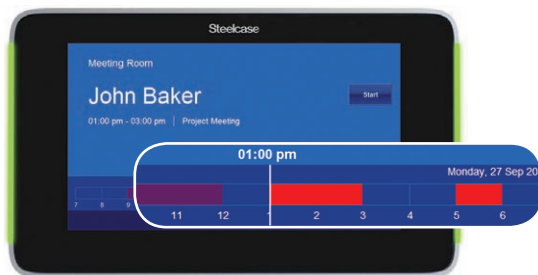 Steelcase
Meeting Room
John Baker
Start
01:00 pm - 03:00 pm | Project Meeting
01:00 pm
Monday, 27 Sep 20
7 8 9
11 12 1 2 3 4 5 6